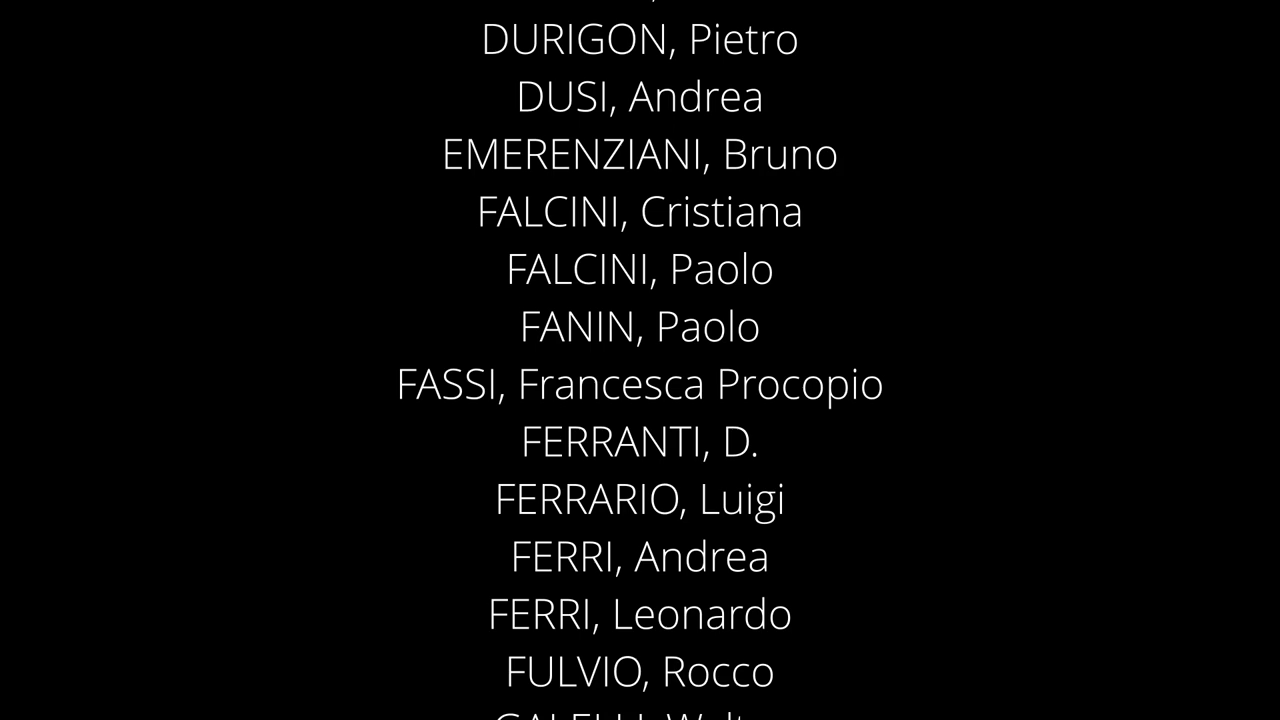 DURIGON, Pietro
DUSI, Andrea
EMERENZIANI, Bruno
FALCINI, Cristiana
FALCINI, Paolo
FANIN, Paolo
FASSI, Francesca Procopio
FERRANTI, D.
FERRARIO, Luigi
FERRI, Andrea
FERRI, Leonardo
FULVIO, Rocco